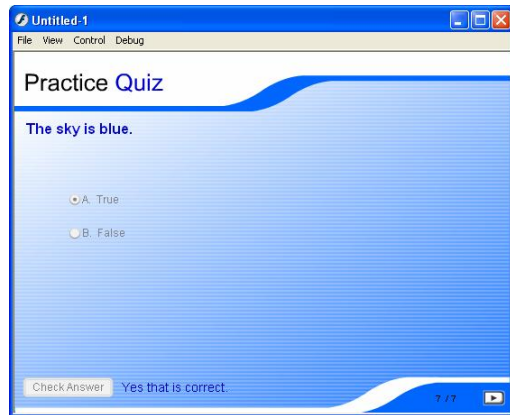 Untitled-1
File View Control Debug
Practice Quiz
The sky is blue.
A. True
B. False
Check Answer Yes that is correct.
7 / 7